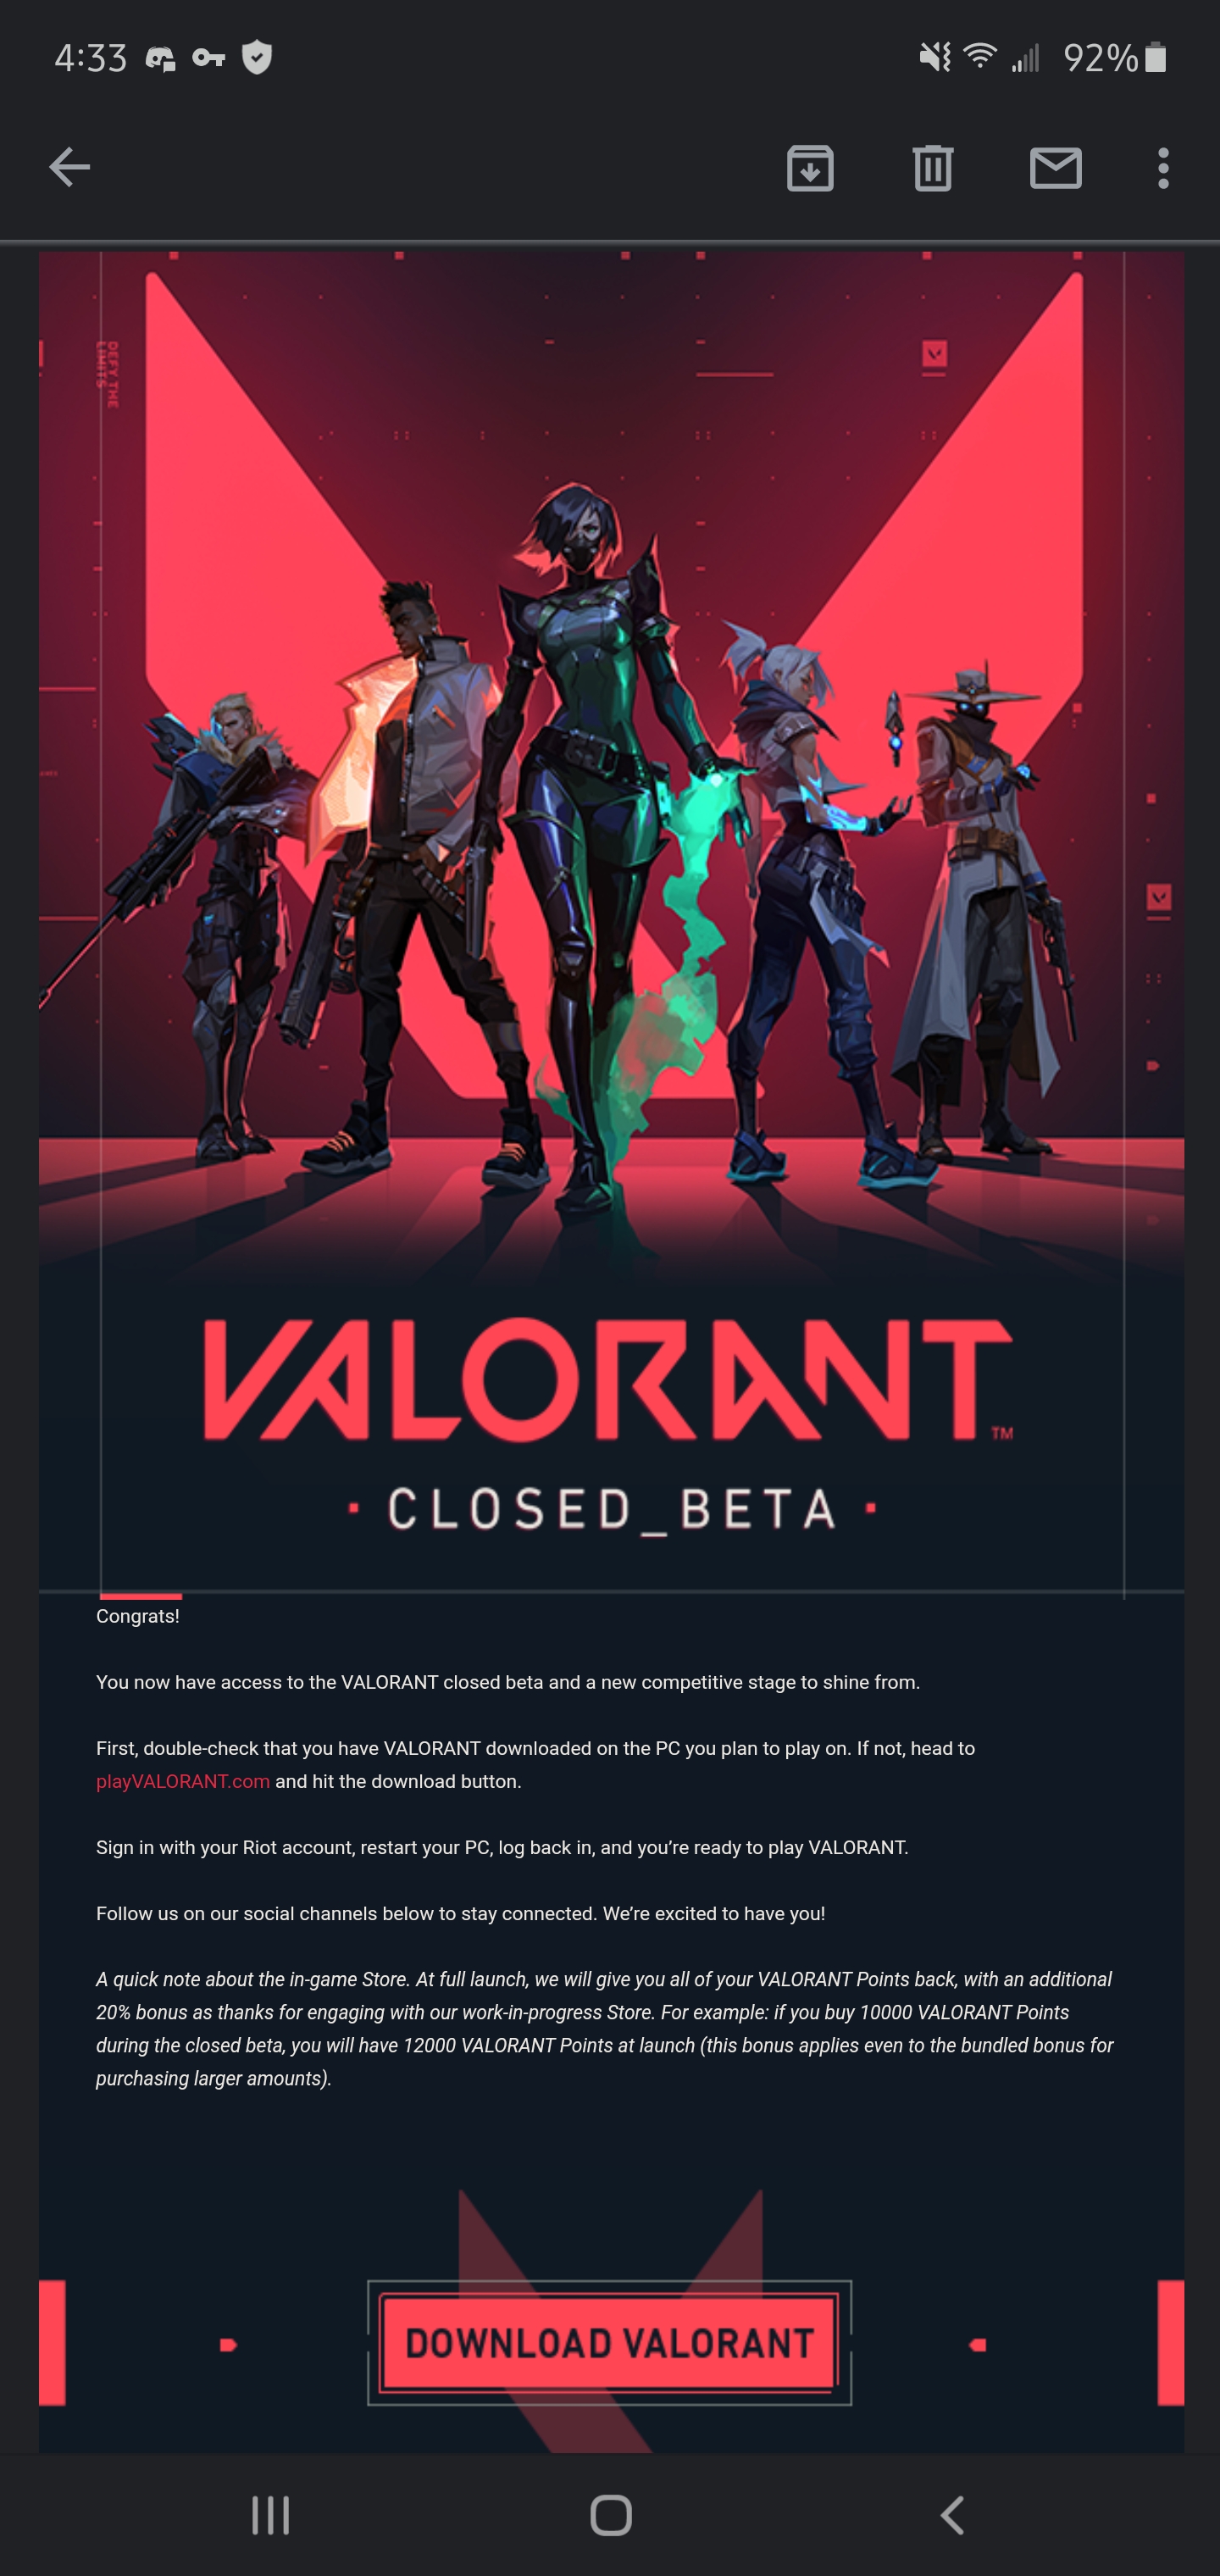 4:33
92%
DEFY THE
LIMITS
VALORANT
TM
CLOSED_BETA
Congrats!
You now have access to the VALORANT closed beta and a new competitive stage to shine from.
First, double-check that you have VALORANT downloaded on the PC you plan to play on. If not, head to
playVALORANT.com and hit the download button.
Sign in with your Riot account, restart your PC, log back in, and you’re ready to play VALORANT.
Follow us on our social channels below to stay connected. We’re excited to have you!
A quick note about the in-game Store. At full launch, we will give you all of your VALORANT Points back, with an additional
20% bonus as thanks for engaging with our work-in-progress Store. For example: if you buy 10000 VALORANT Points
during the closed beta, you will have 12000 VALORANT Points at launch (this bonus applies even to the bundled bonus for
purchasing larger amounts).
DOWNLOAD VALORANT